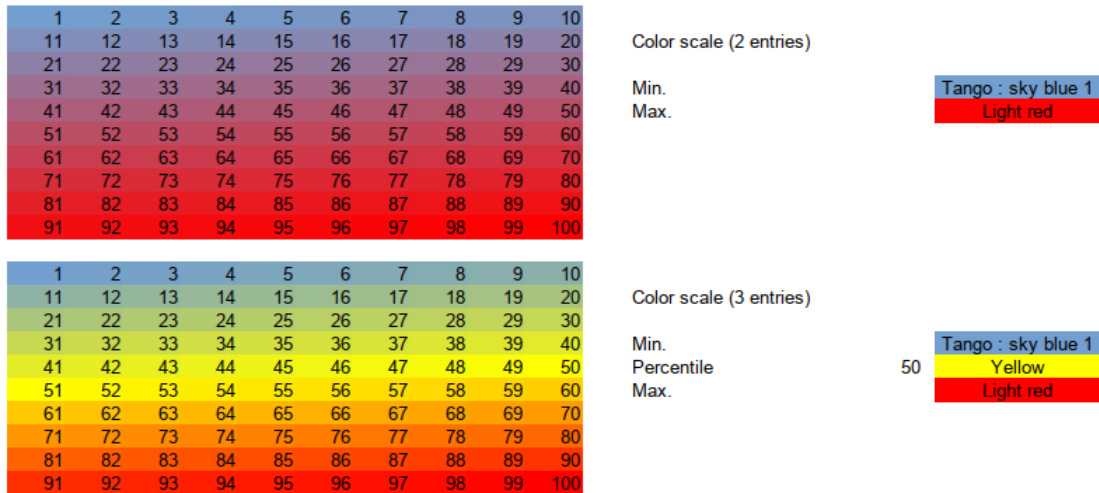 1 2 3 4 5 6 7 8 9 10
11 12 13 14 15 16 17 18 19 20 Color scale (2 entries)
21 22 23 24 25 26 27 28 29 30
31 32 33 34 35 36 37 38 39 40 Min. Tango : sky blue 1
41 42 43 44 45 46 47 48 49 50 Max. Light red
51 52 53 54 55 56 57 58 59 60
61 62 63 64 65 66 67 68 69 70
71 72 73 74 75 76 77 78 79 80
81 82 83 84 85 86 87 88 89 90
91 92 93 94 95 96 97 98 99 100
1 2 3 4 5 6 7 8 9 10
11 12 13 14 15 16 17 18 19 20 Color scale (3 entries)
21 22 23 24 25 26 27 28 29 30
31 32 33 34 35 36 37 38 39 40 Min. Tango : sky blue 1
41 42 43 44 45 46 47 48 49 50 Percentile 50 Yellow
51 52 53 54 55 56 57 58 59 60 Max. Light red
61 62 63 64 65 66 67 68 69 70
71 72 73 74 75 76 77 78 79 80
81 82 83 84 85 86 87 88 89 90
91 92 93 94 95 96 97 98 99 100